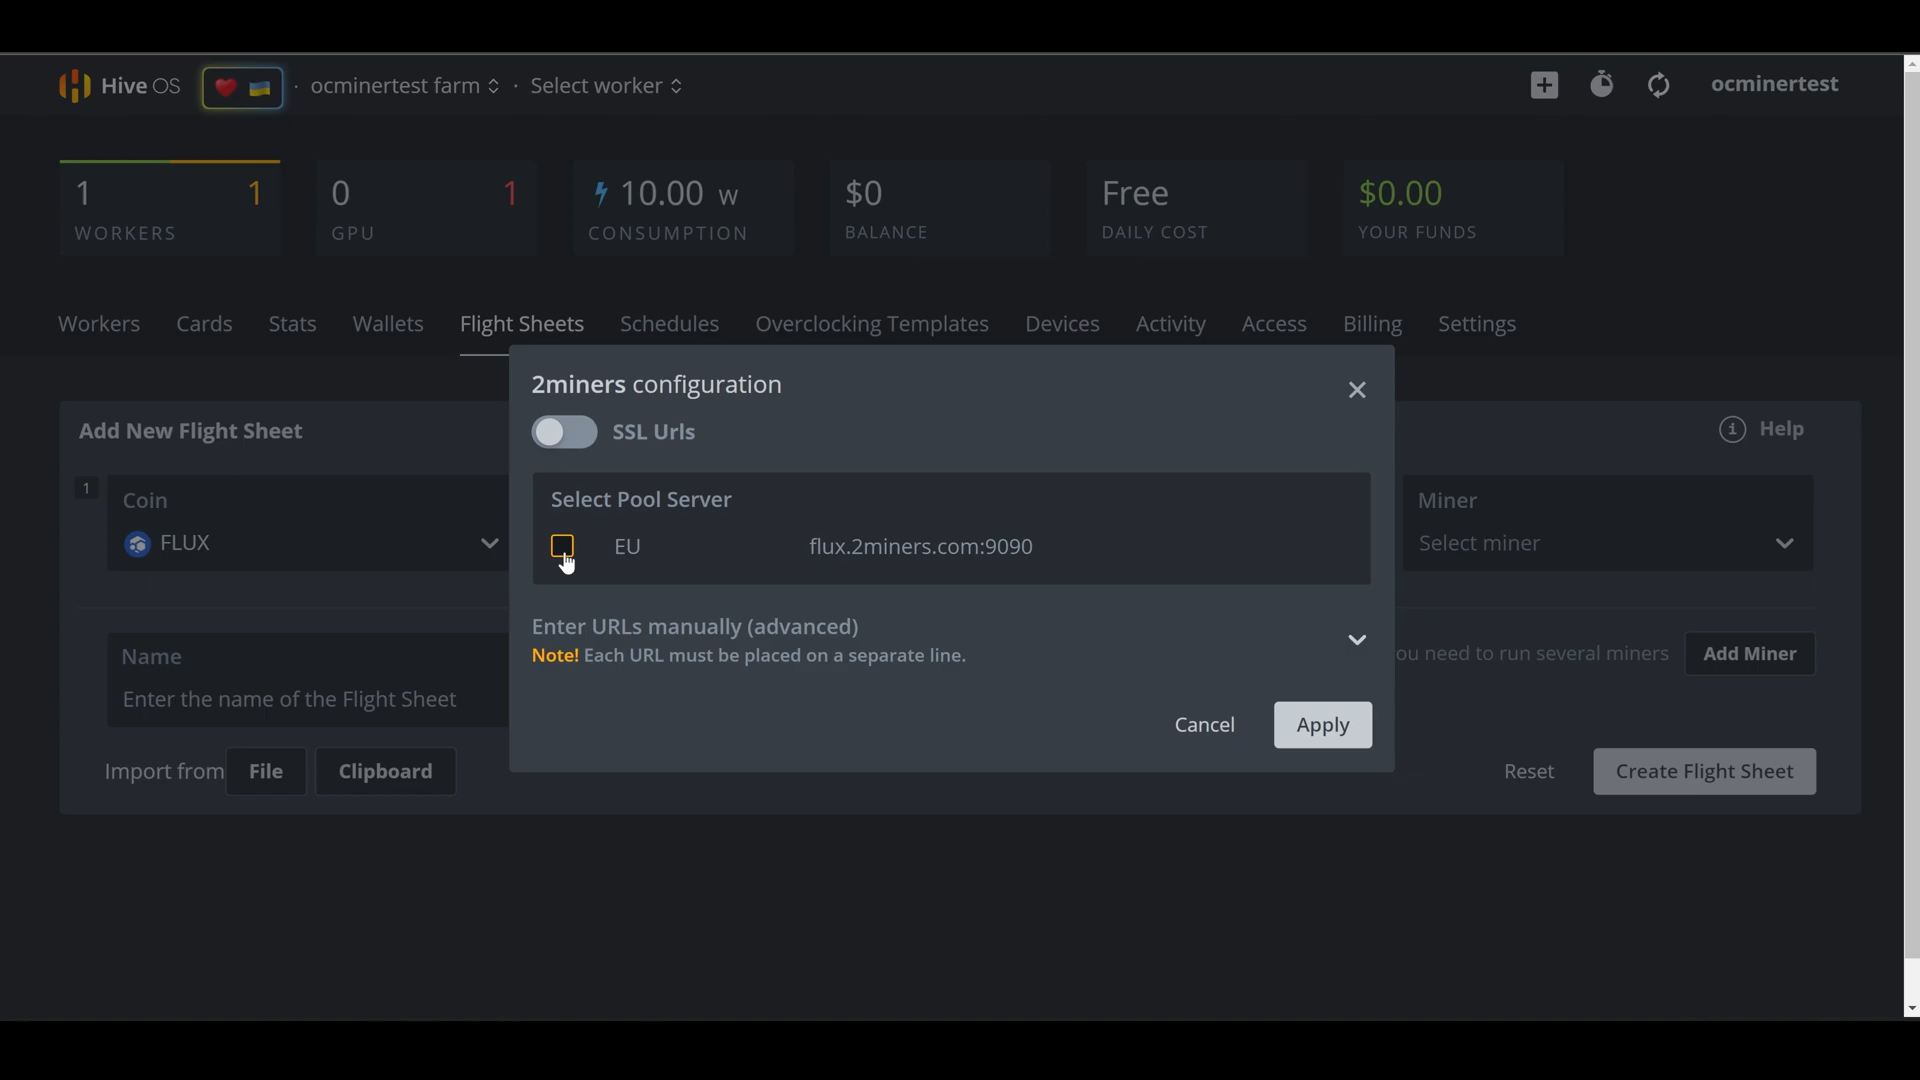 Hive OS · ocminertest farm · Select worker ocminertest
1 1 0 1 10.00 w $0 Free $0.00
WORKERS GPU CONSUMPTION BALANCE DAILY COST YOUR FUNDS
Workers Cards Stats Wallets Flight Sheets Schedules Overclocking Templates Devices Activity Access Billing Settings
2miners configuration
SSL Urls
Add New Flight Sheet
Help
1
Coin
FLUX
Select Pool Server
EU flux.2miners.com:9090
Miner
Select miner
Enter URLs manually (advanced)
Note! Each URL must be placed on a separate line.
Name
Enter the name of the Flight Sheet
ou need to run several miners Add Miner
Cancel Apply
Import from File Clipboard
Reset Create Flight Sheet